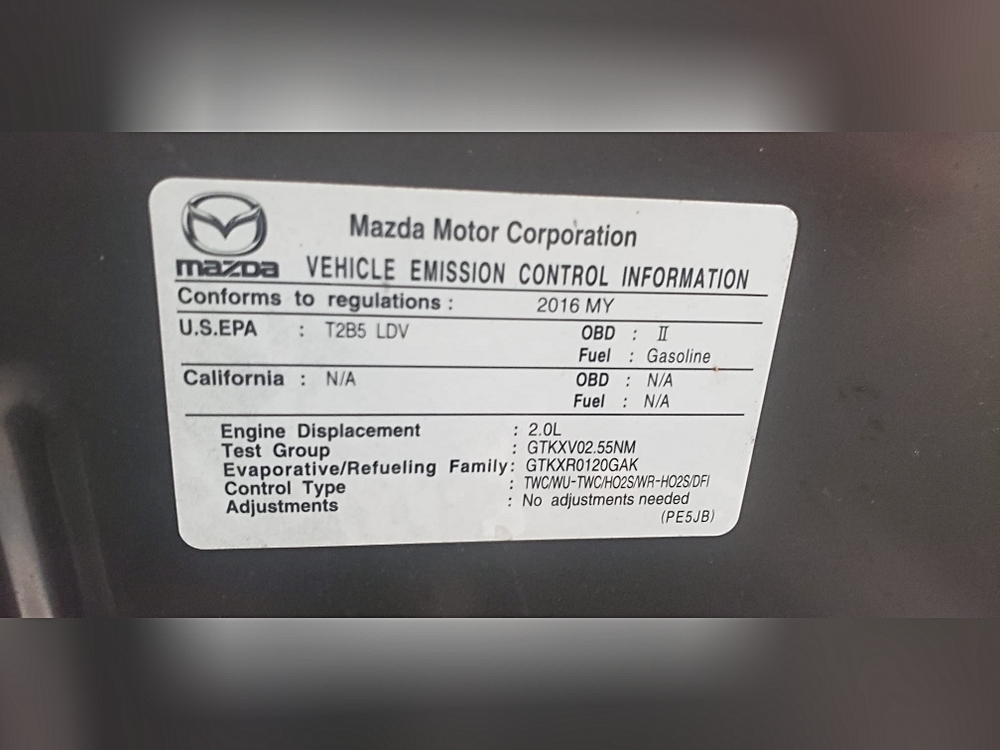 Mazda Motor Corporation
mazda VEHICLE EMISSION CONTROL INFORMATION
Conforms to regulations : 2016 MY
U.S.EPA : T2B5 LDV OBD : II
Fuel : Gasoline
California : N/A OBD : N/A
Fuel : N/A
Engine Displacement : 2.0L
Test Group : GTKXV02.55NM
Evaporative/Refueling Family : GTKXR0120GAK
Control Type : TWC/WU-TWC/HO2S/WR-HO2S/DFI
Adjustments : No adjustments needed
(PE5JB)